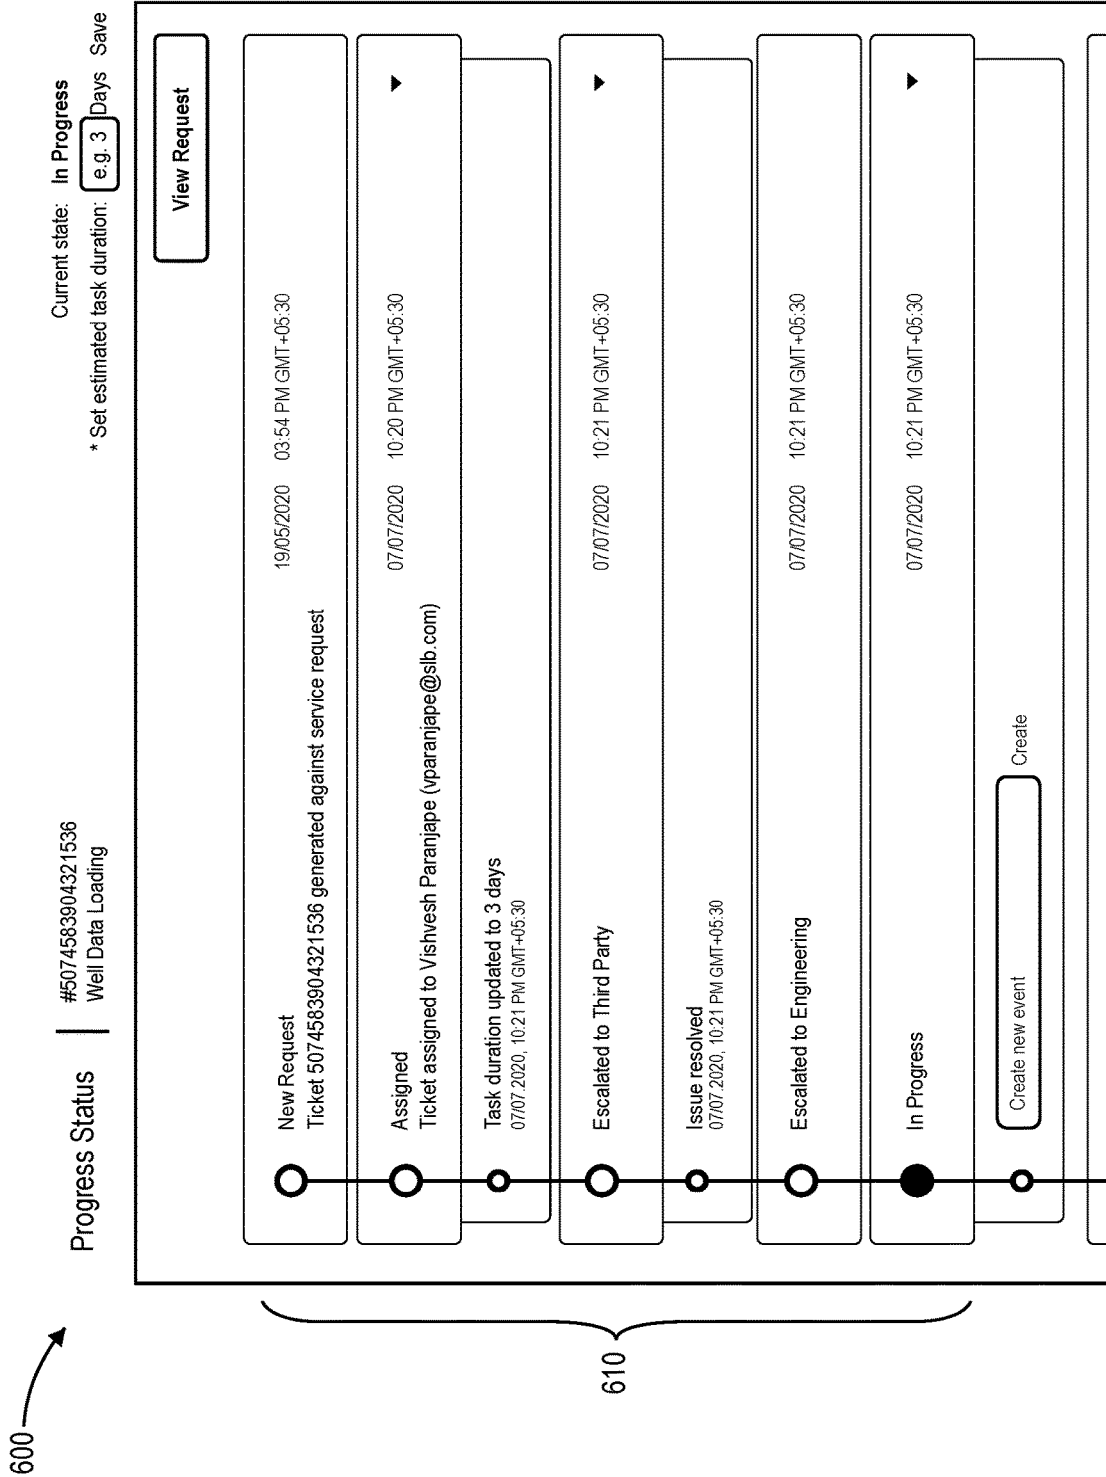 600
Progress Status
#5074583904321536
Well Data Loading
Current state: In Progress
* Set estimated task duration: e.g. 3 Days Save
View Request
New Request 19/05/2020 03:54 PM GMT+05:30
Ticket 5074583904321536 generated against service request
Assigned 07/07/2020 10:20 PM GMT+05:30
Ticket assigned to Vishvesh Paranjape (vparanjape@slb.com)
Task duration updated to 3 days
07/07.2020, 10:21 PM GMT+05:30
Escalated to Third Party 07/07/2020 10:21 PM GMT+05:30
Issue resolved
07/07.2020, 10:21 PM GMT+05:30
Escalated to Engineering 07/07/2020 10:21 PM GMT+05:30
In Progress 07/07/2020 10:21 PM GMT+05:30
Create new event Create
610